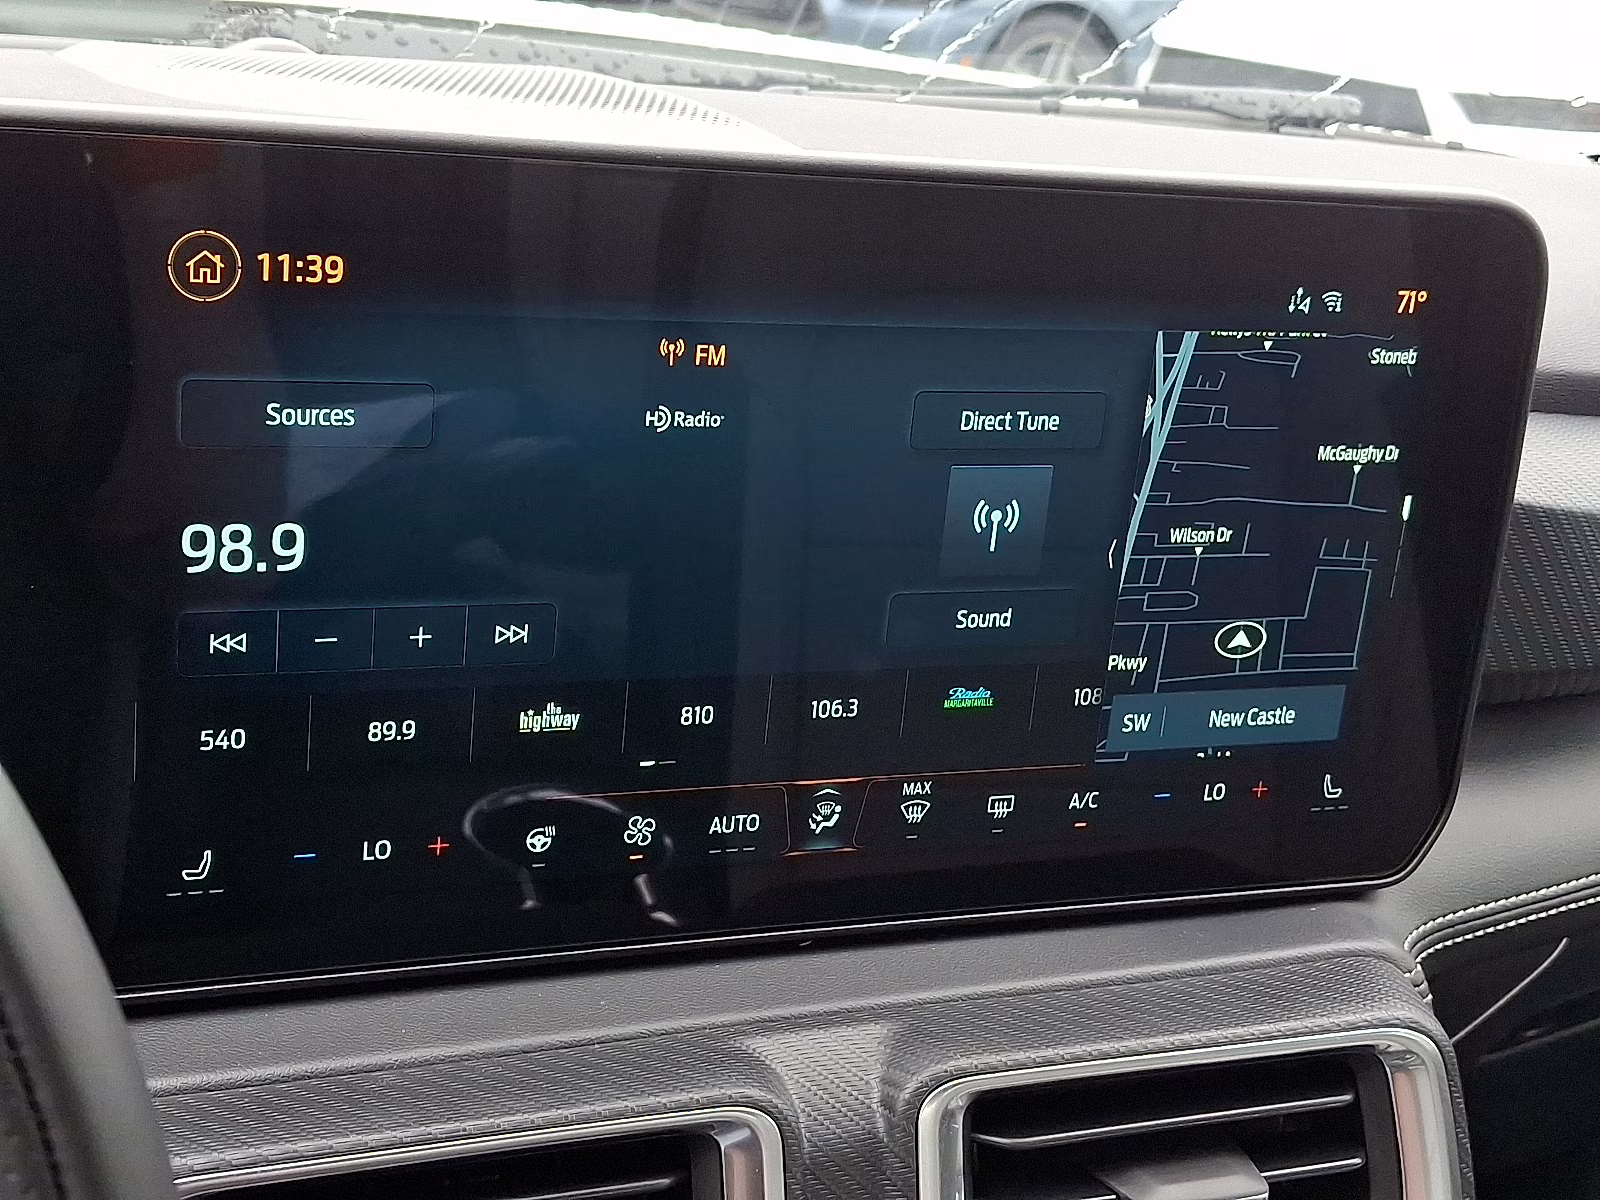 11:39
71°
FM
Stoneb
Sources
HD Radio
Direct Tune
McGaughy Dr
98.9
Wilson Dr
Sound
Pkwy
540
89.9
the highway
810
106.3
Radio
MARGARITAVILLE
108
SW
New Castle
LO
AUTO
MAX
A/C
LO